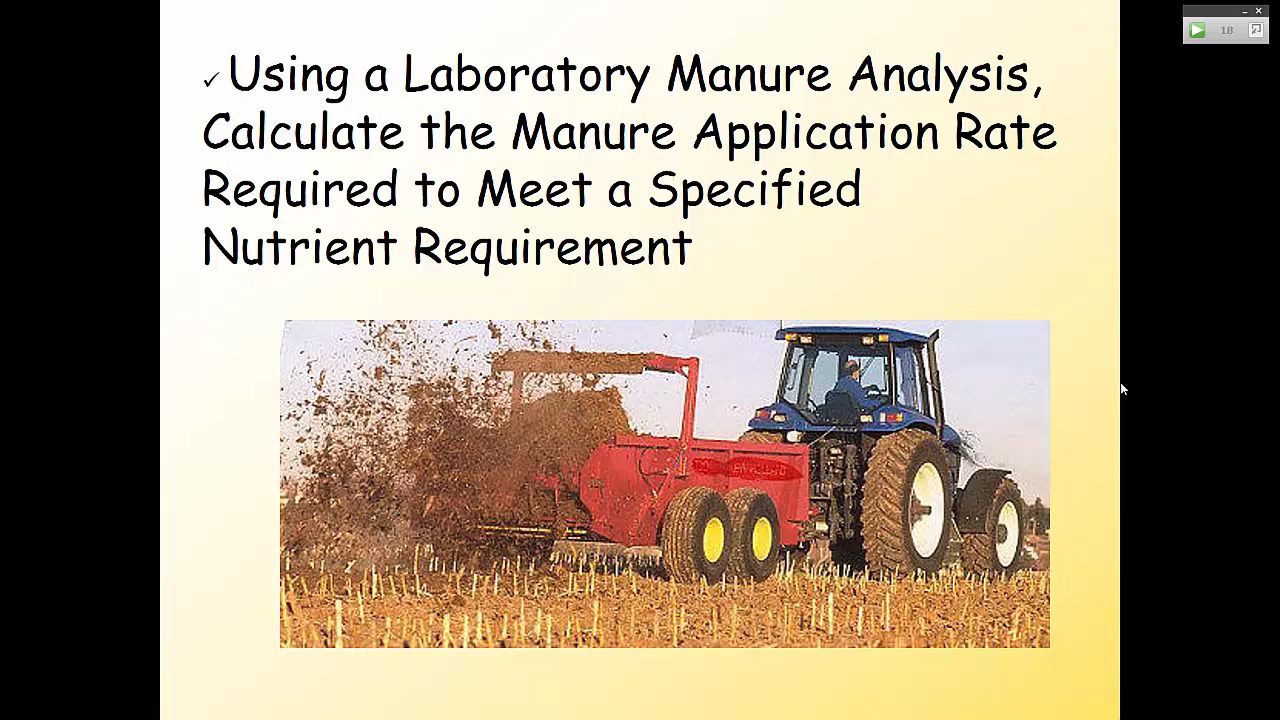 ✓Using a Laboratory Manure Analysis,
Calculate the Manure Application Rate
Required to Meet a Specified
Nutrient Requirement
18